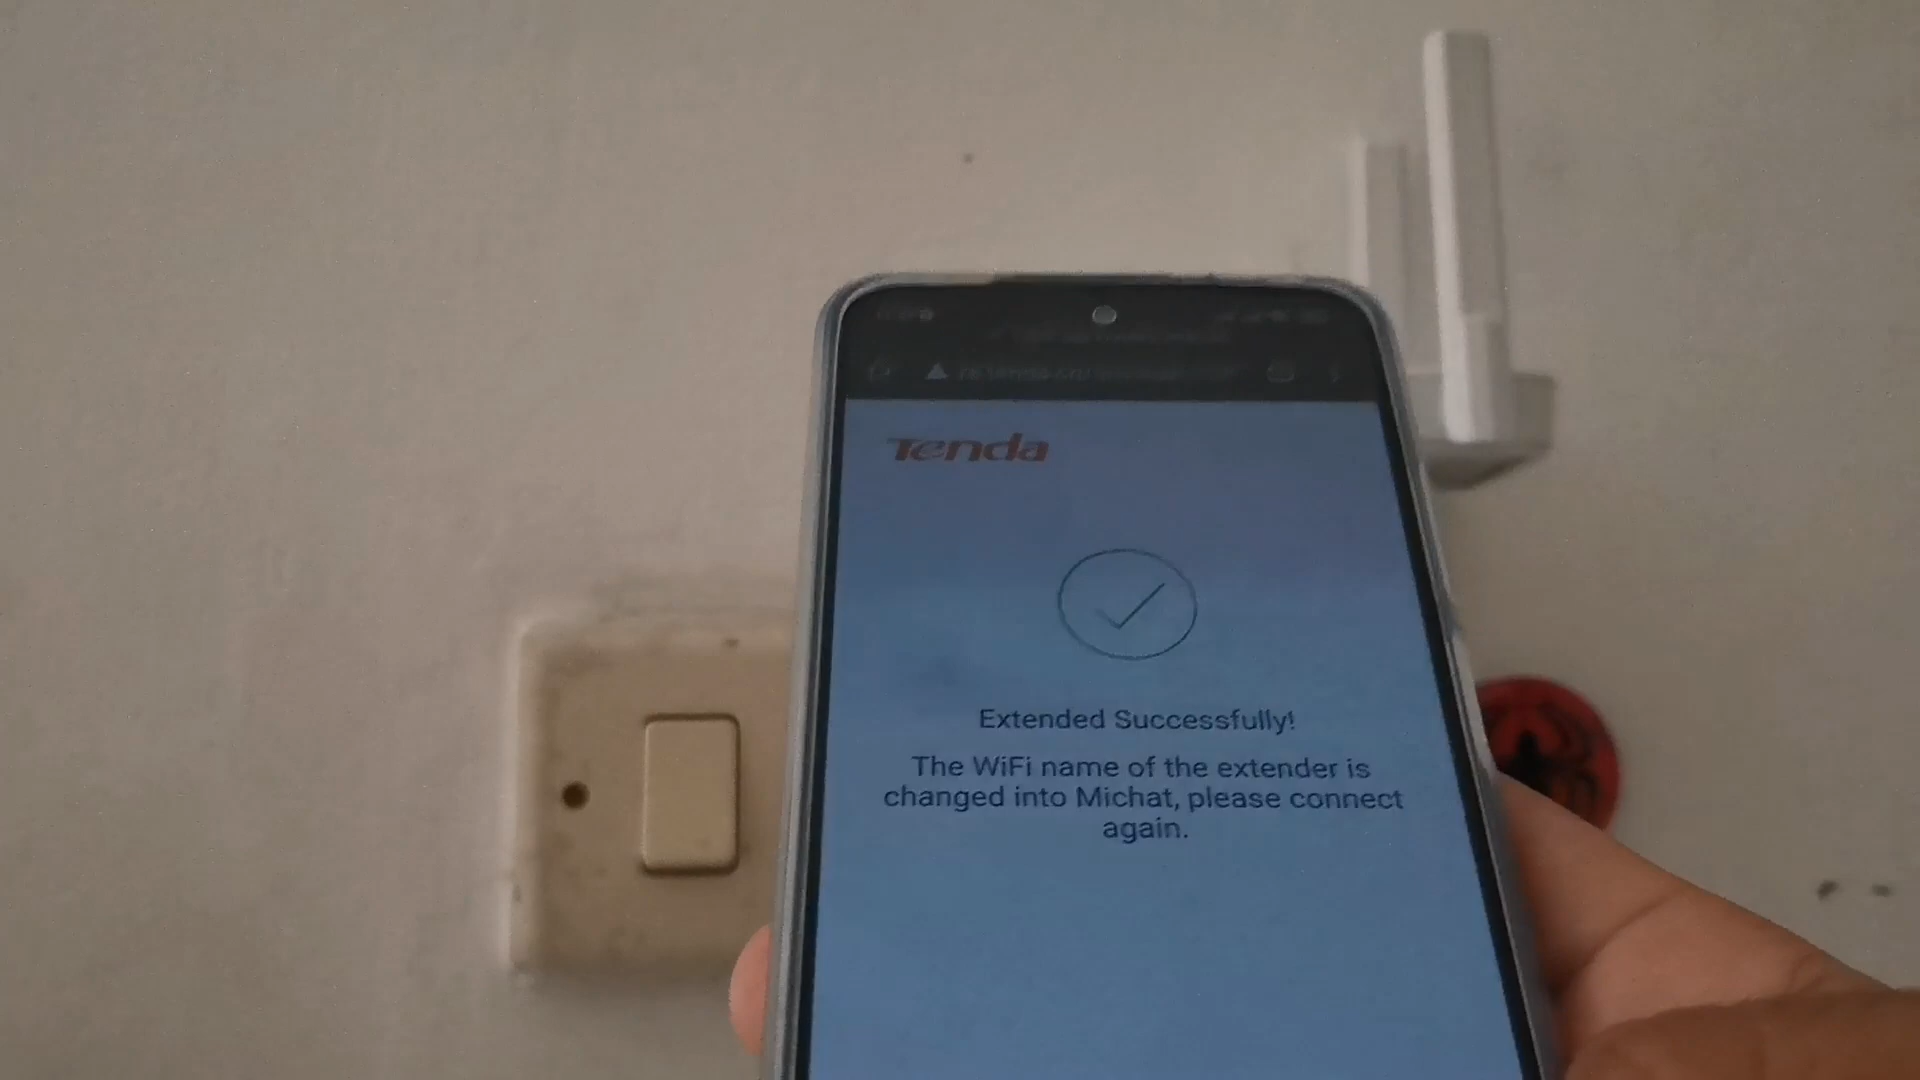 Tenda
Extended Successfully!
The WiFi name of the extender is
changed into Michat, please connect
again.